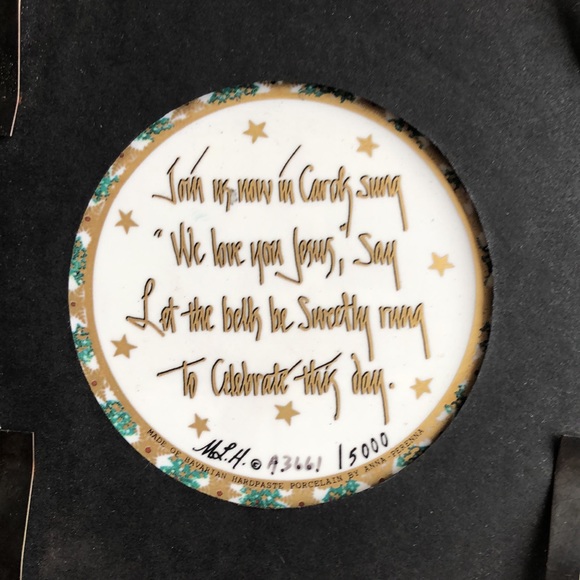 Join us now in Carols sung
"We love you Jesus," Say
Let the bells be Sweetly rung
to Celebrate this day.
M.L.H. © A3661 /5000
MADE OF BAVARIAN HARDPASTE PORCELAIN BY ANNA PERENNA